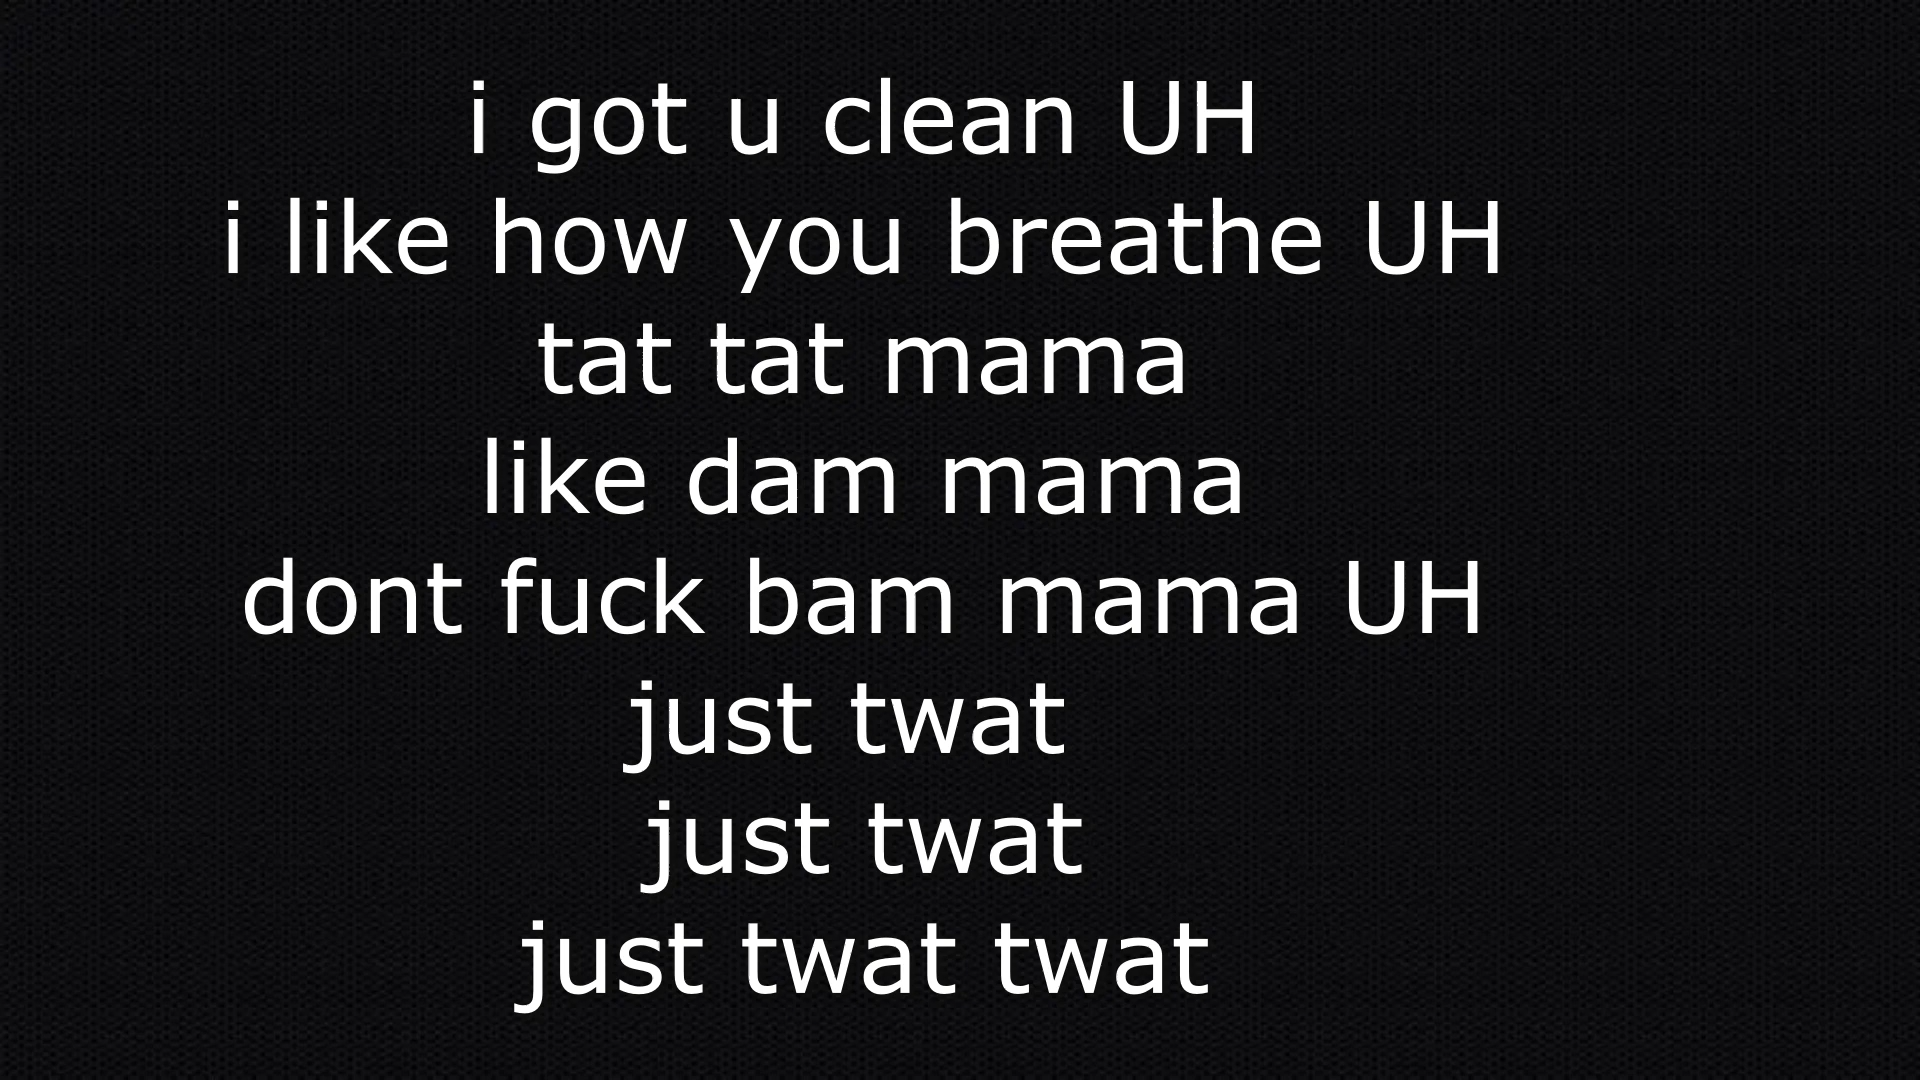 i got u clean UH
i like how you breathe UH
tat tat mama
like dam mama
dont fuck bam mama UH
just twat
just twat
just twat twat